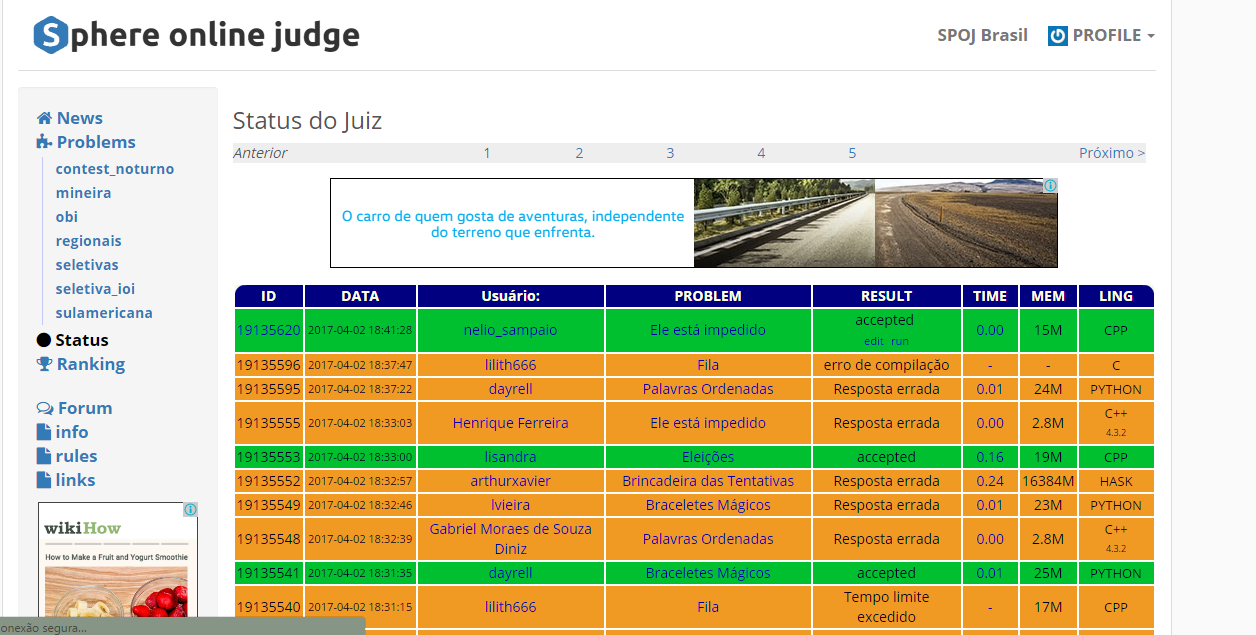 Sphere online judge
SPOJ Brasil PROFILE
News
Problems
contest_noturno
mineira
obi
regionais
seletivas
seletiva_ioi
sulamericana
Status
Ranking
Forum
info
rules
links
wikiHow
How to Make a Fruit and Yogurt Smoothie
onexão segura...
Status do Juiz
Anterior 1 2 3 4 5 Próximo >
O carro de quem gosta de aventuras, independente
do terreno que enfrenta.
ID DATA Usuário: PROBLEM RESULT TIME MEM LING
19135620 2017-04-02 18:41:28 nelio_sampaio Ele está impedido accepted 0.00 15M CPP
edit run
19135596 2017-04-02 18:37:47 lilith666 Fila erro de compilação - - C
19135595 2017-04-02 18:37:22 dayrell Palavras Ordenadas Resposta errada 0.01 24M PYTHON
19135555 2017-04-02 18:33:03 Henrique Ferreira Ele está impedido Resposta errada 0.00 2.8M C++
4.3.2
19135553 2017-04-02 18:33:00 lisandra Eleições accepted 0.16 19M CPP
19135552 2017-04-02 18:32:57 arthurxavier Brincadeira das Tentativas Resposta errada 0.24 16384M HASK
19135549 2017-04-02 18:32:46 lvieira Braceletes Mágicos Resposta errada 0.01 23M PYTHON
19135548 2017-04-02 18:32:39 Gabriel Moraes de Souza Palavras Ordenadas Resposta errada 0.00 2.8M C++
Diniz 4.3.2
19135541 2017-04-02 18:31:35 dayrell Braceletes Mágicos accepted 0.01 25M PYTHON
19135540 2017-04-02 18:31:15 lilith666 Fila Tempo limite - 17M CPP
excedido